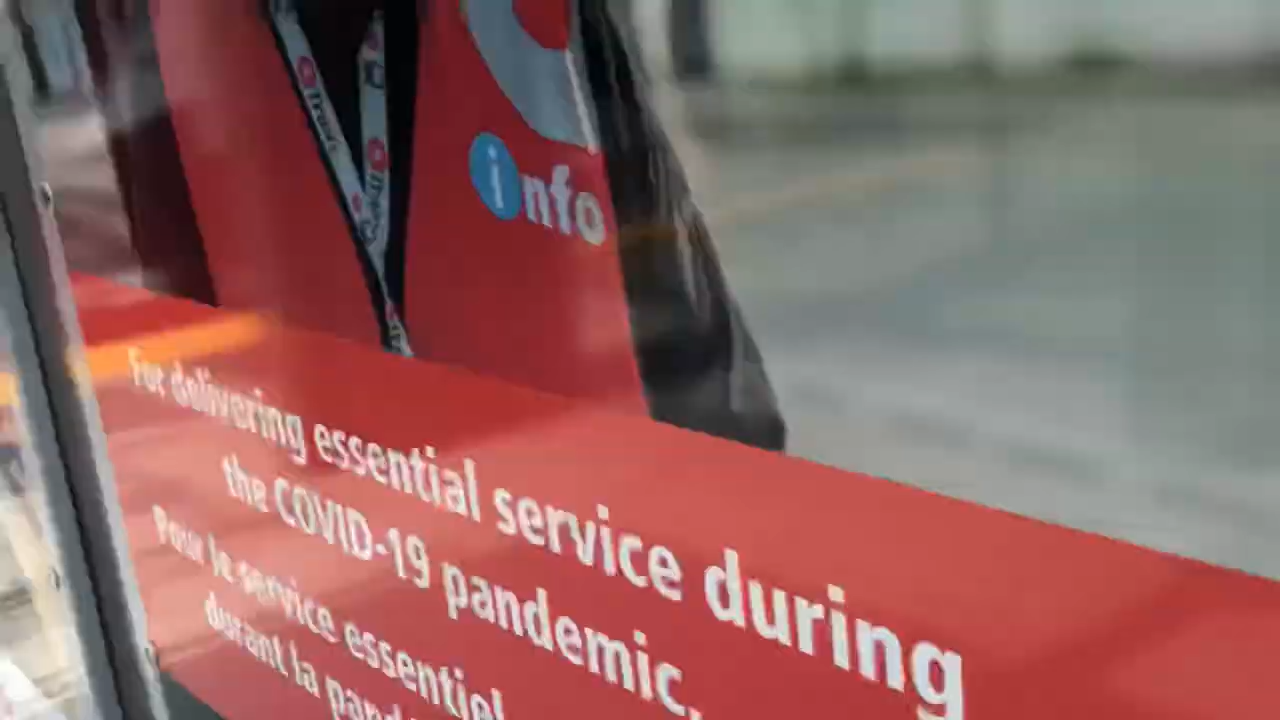 info
For delivering essential service during
the COVID-19 pandemic.
Pour le service essentiel
durant la